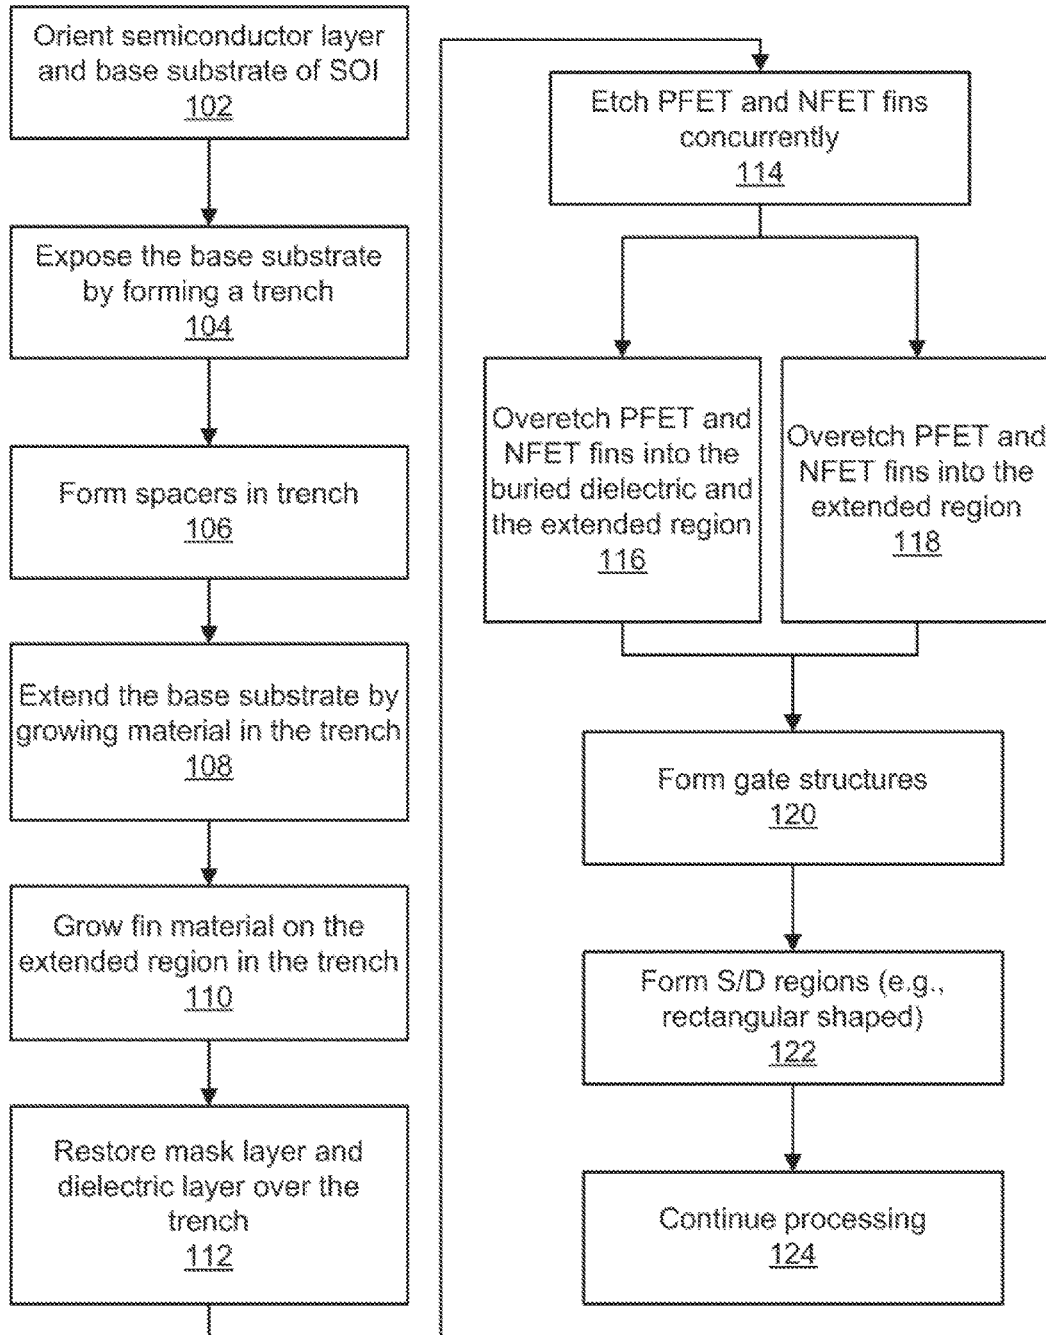 Orient semiconductor layer
and base substrate of SOI
102
Expose the base substrate
by forming a trench
104
Form spacers in trench
106
Extend the base substrate by
growing material in the trench
108
Grow fin material on the
extended region in the trench
110
Restore mask layer and
dielectric layer over the
trench
112
Etch PFET and NFET fins
concurrently
114
Overetch PFET and
NFET fins into the
buried dielectric and
the extended region
116
Overetch PFET and
NFET fins into the
extended region
118
Form gate structures
120
Form S/D regions (e.g.,
rectangular shaped)
122
Continue processing
124